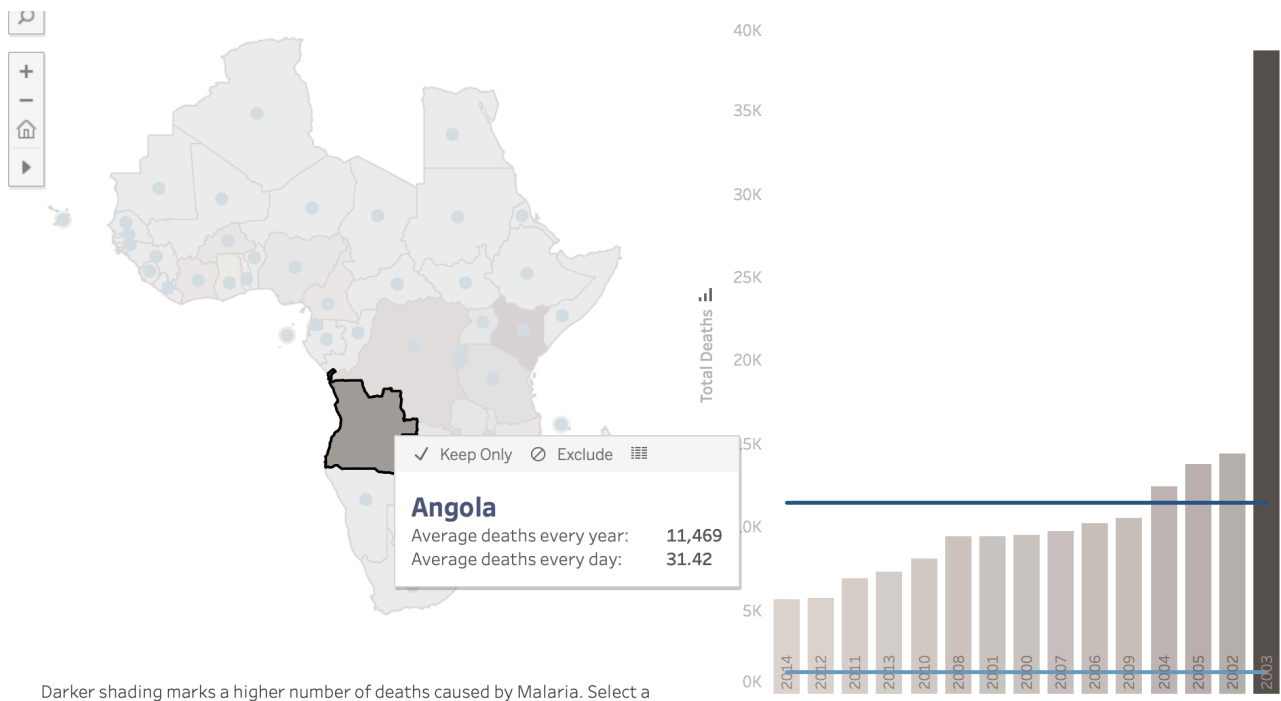 Keep Only Exclude
Angola
Average deaths every year: 11,469
Average deaths every day: 31.42
Darker shading marks a higher number of deaths caused by Malaria. Select a
Total Deaths
40K
35K
30K
25K
20K
5K
0K
5K
0K
2014
2012
2011
2013
2010
2008
2001
2000
2007
2006
2009
2004
2005
2002
2003